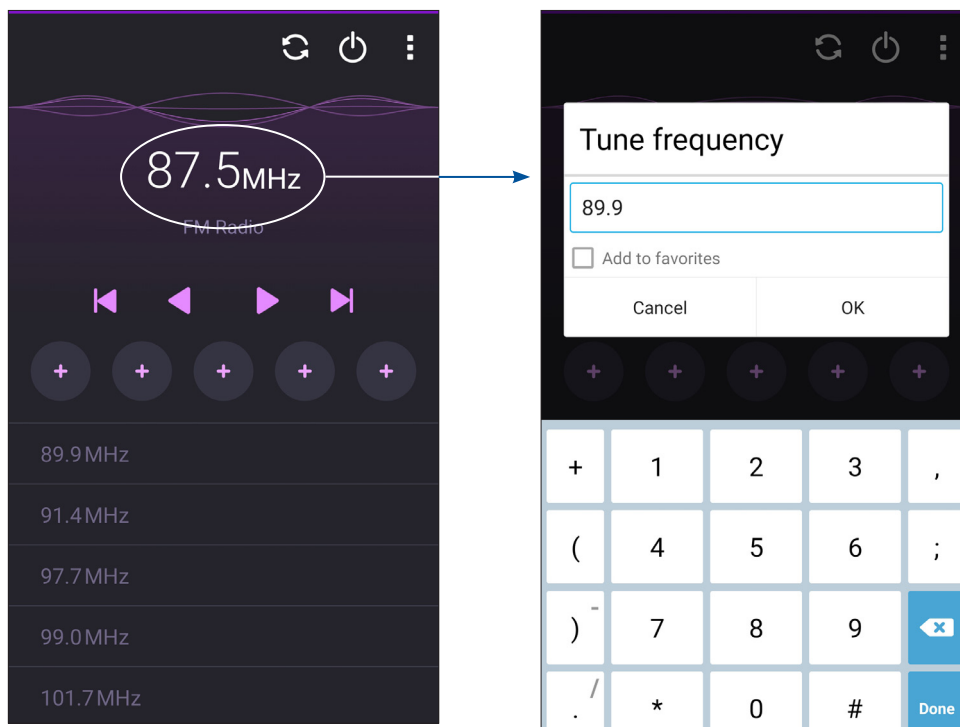 87.5MHz
FM Radio
+ + + + +
89.9MHz
91.4MHz
97.7MHz
99.0MHz
101.7MHz
Tune frequency
89.9
Add to favorites
Cancel OK
+ + + + +
+ 1 2 3 ,
( 4 5 6 ;
) - 7 8 9
. / * 0 # Done